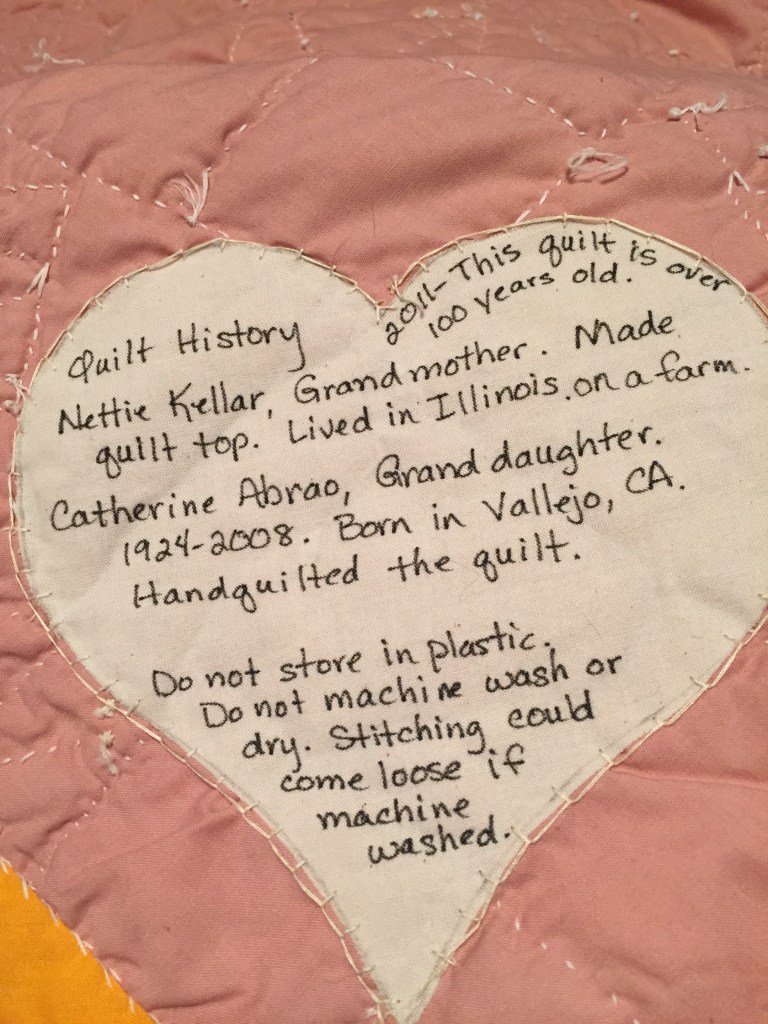 Quilt History
2011- This quilt is over
100 years old.
Nettie Kellar, Grandmother. Made
quilt top. Lived in Illinois. on a farm.
Catherine Abrao, Grand daughter.
1924-2008. Born in Vallejo, CA.
Handquilted the quilt.
Do not store in plastic.
Do not machine wash or
dry. Stitching could
come loose if
machine
washed.